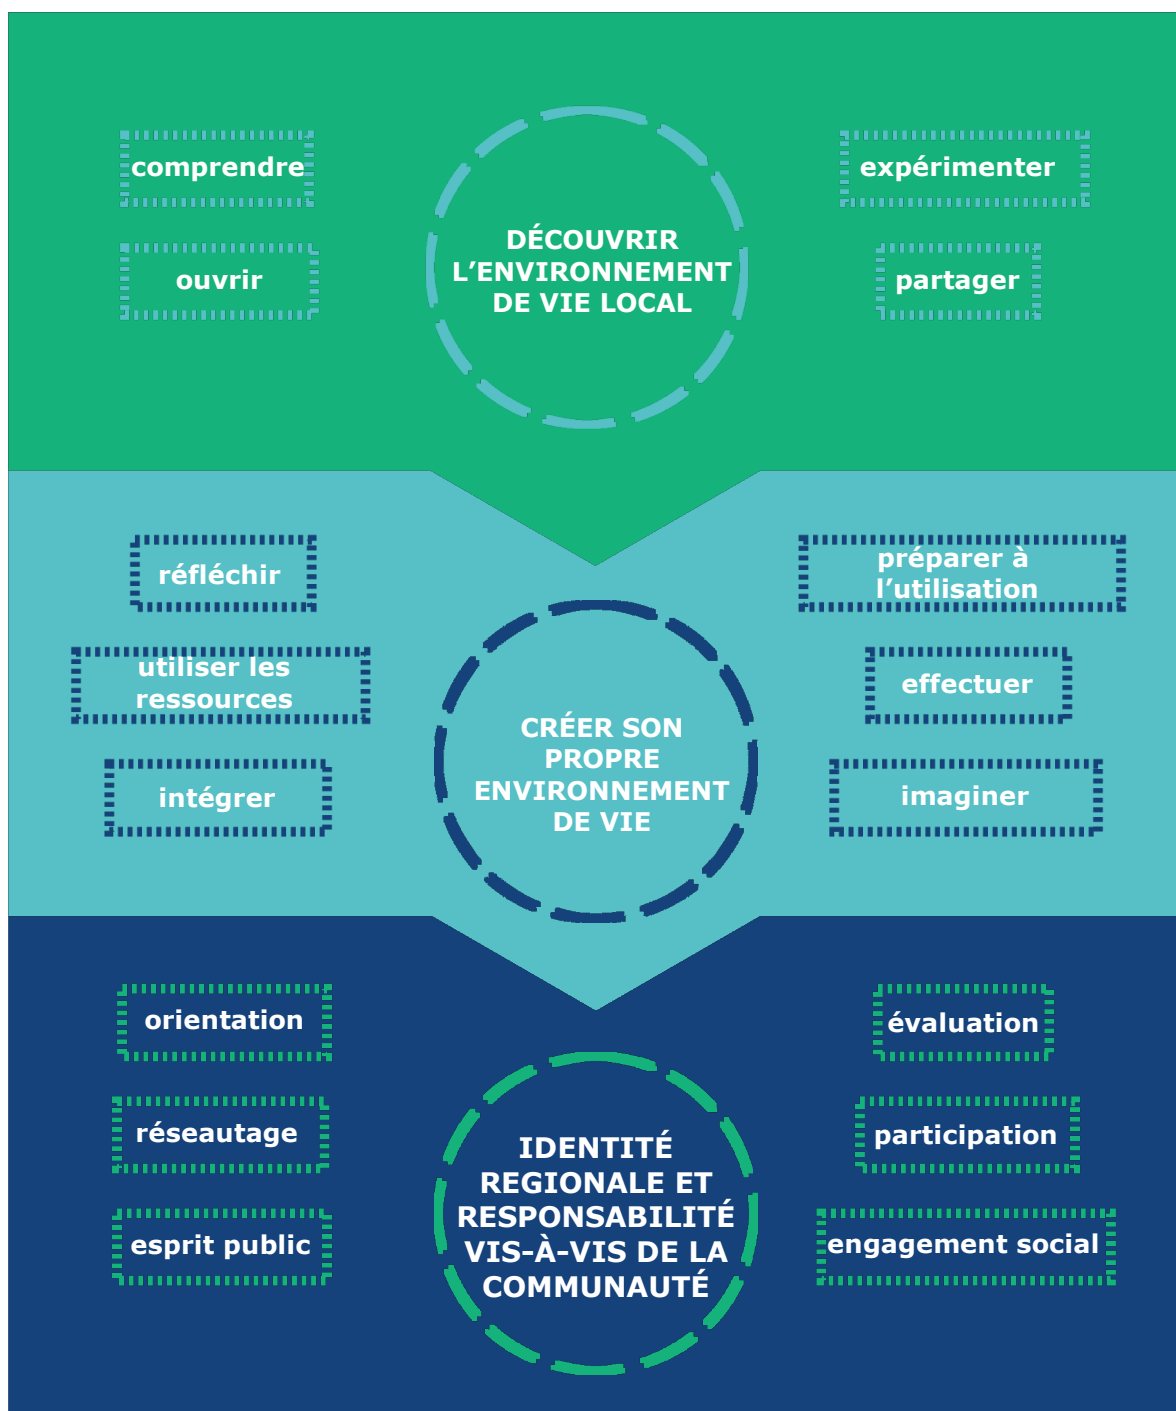 comprendre
ouvrir
DÉCOUVRIR
L’ENVIRONNEMENT
DE VIE LOCAL
expérimenter
partager
réfléchir
utiliser les
ressources
intégrer
CRÉER SON
PROPRE
ENVIRONNEMENT
DE VIE
préparer à
l’utilisation
effectuer
imaginer
orientation
réseautage
esprit public
IDENTITÉ
REGIONALE ET
RESPONSABILITÉ
VIS-À-VIS DE LA
COMMUNAUTÉ
évaluation
participation
engagement social